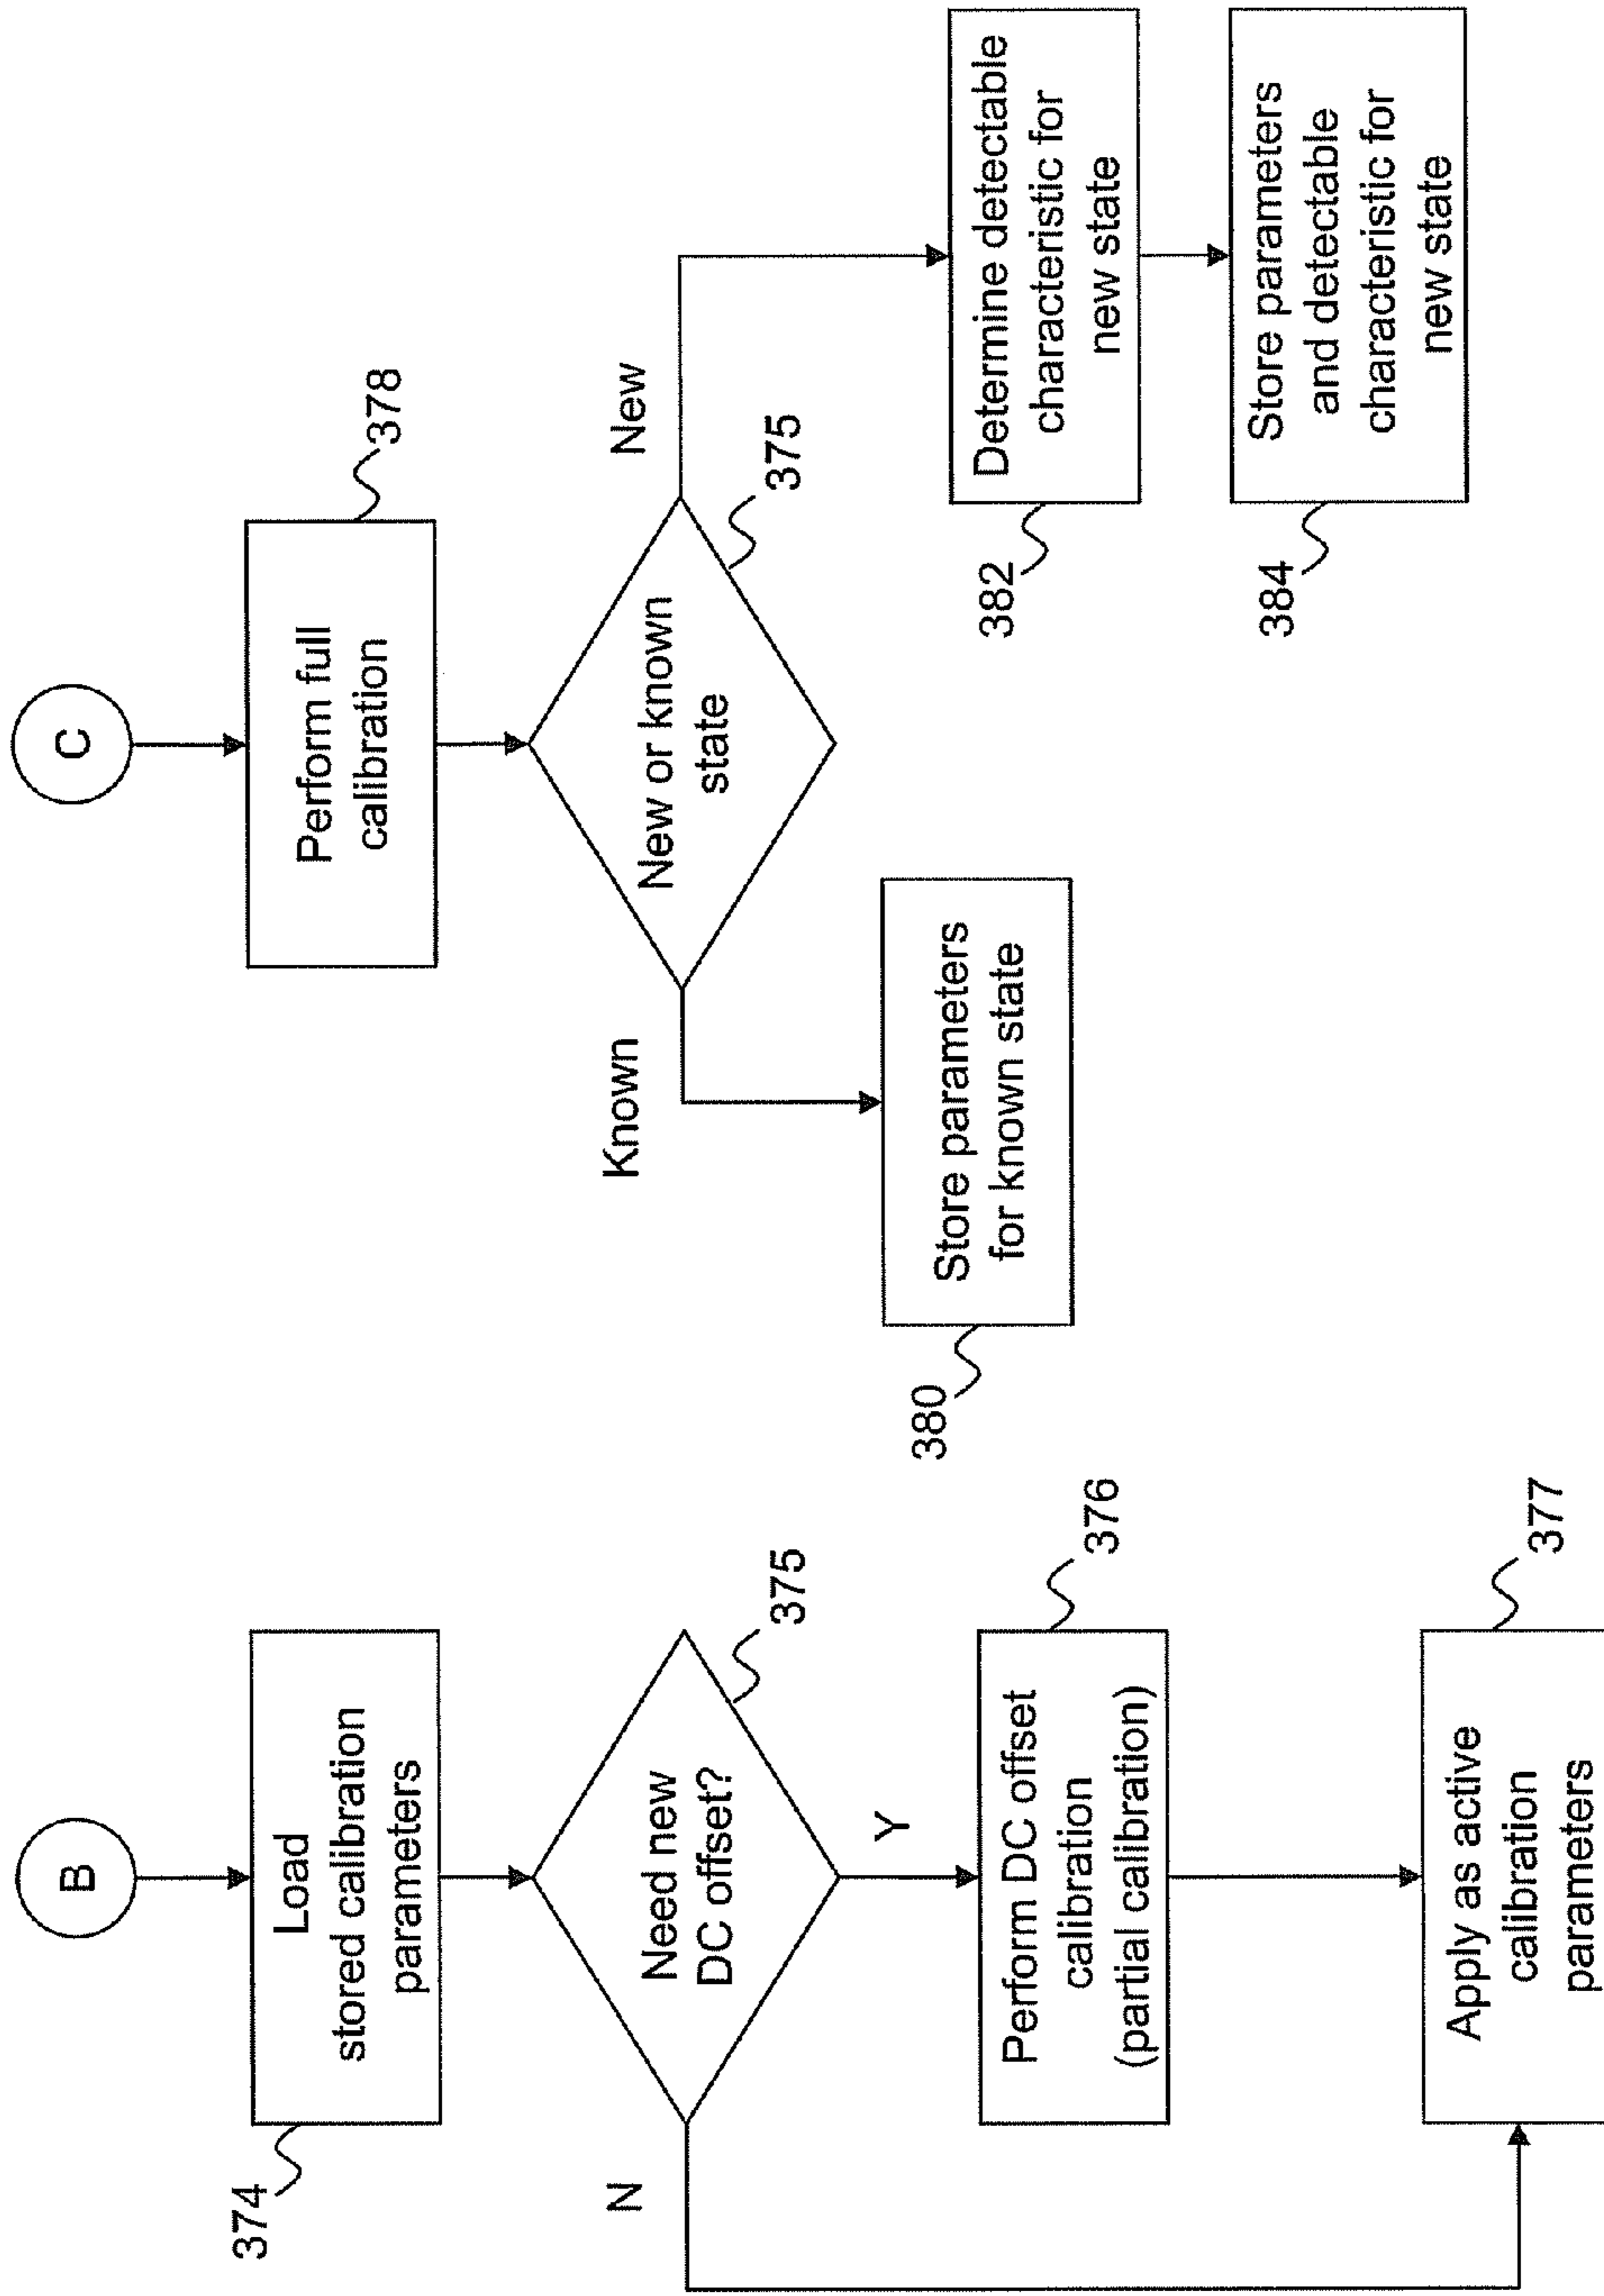 B
Load
stored calibration
parameters
374
Need new
DC offset?
375
N
Y
Perform DC offset
calibration
(partial calibration)
376
Apply as active
calibration
parameters
377
C
Perform full
calibration
378
New or known
state
375
Known
New
Store parameters
for known state
380
Determine detectable
characteristic for
new state
382
Store parameters
and detectable
characteristic for
new state
384